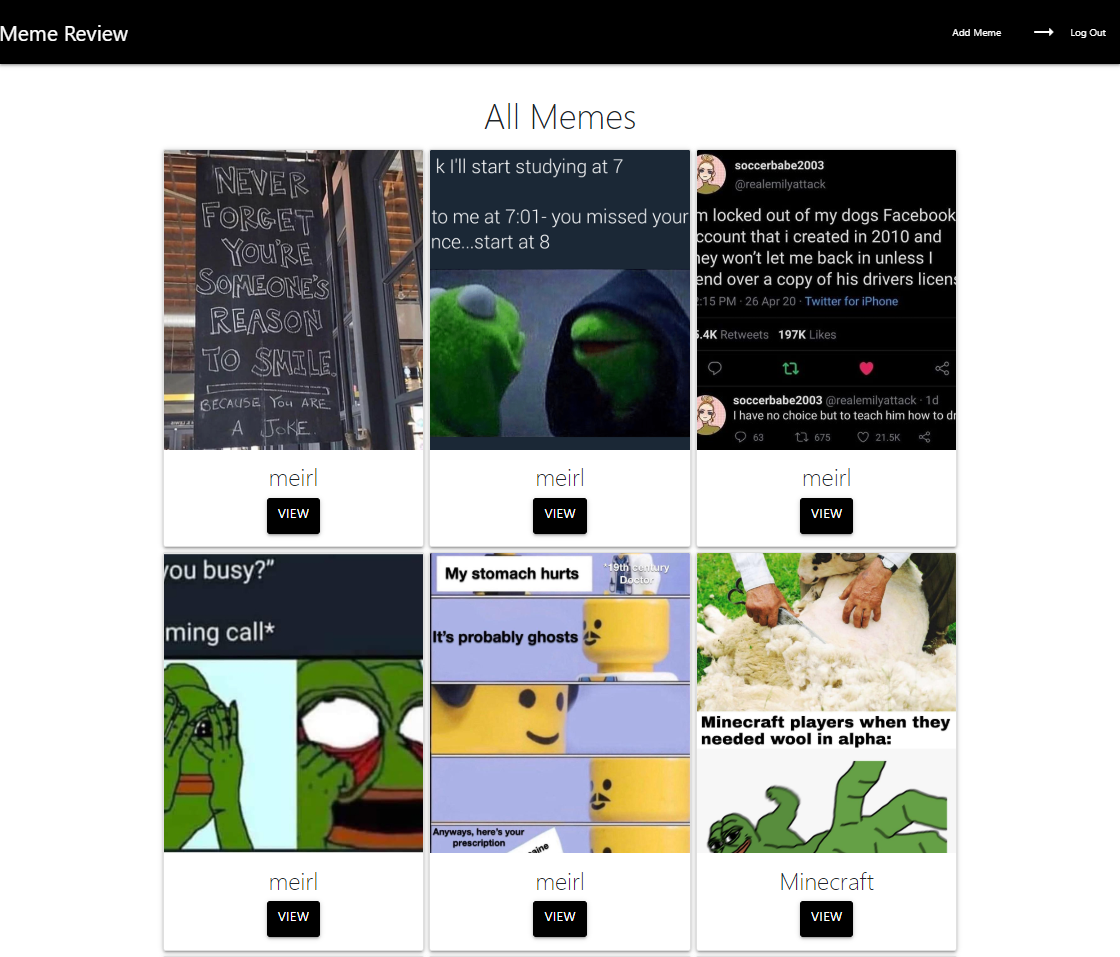 Meme Review
Add Meme
Log Out
All Memes
NEVER
FORGET
YOU'RE
SOMEONE'S
REASON
TO SMILE
BECAUSE YOU ARE
A JOKE.
meirl
VIEW
k I'll start studying at 7
to me at 7:01- you missed your
nce...start at 8
meirl
VIEW
soccerbabe2003
@realemilyattack
m locked out of my dogs Facebook
ccount that i created in 2010 and
hey won't let me back in unless I
end over a copy of his drivers licens
:15 PM · 26 Apr 20 · Twitter for iPhone
5.4K Retweets 197K Likes
soccerbabe2003 @realemilyattack · 1d
I have no choice but to teach him how to dr
63 675 21.5K
meirl
VIEW
you busy?"
ming call*
meirl
VIEW
My stomach hurts
*19th century
Doctor
It's probably ghosts
Anyways, here's your
prescription
aine
meirl
VIEW
Minecraft players when they
needed wool in alpha:
Minecraft
VIEW